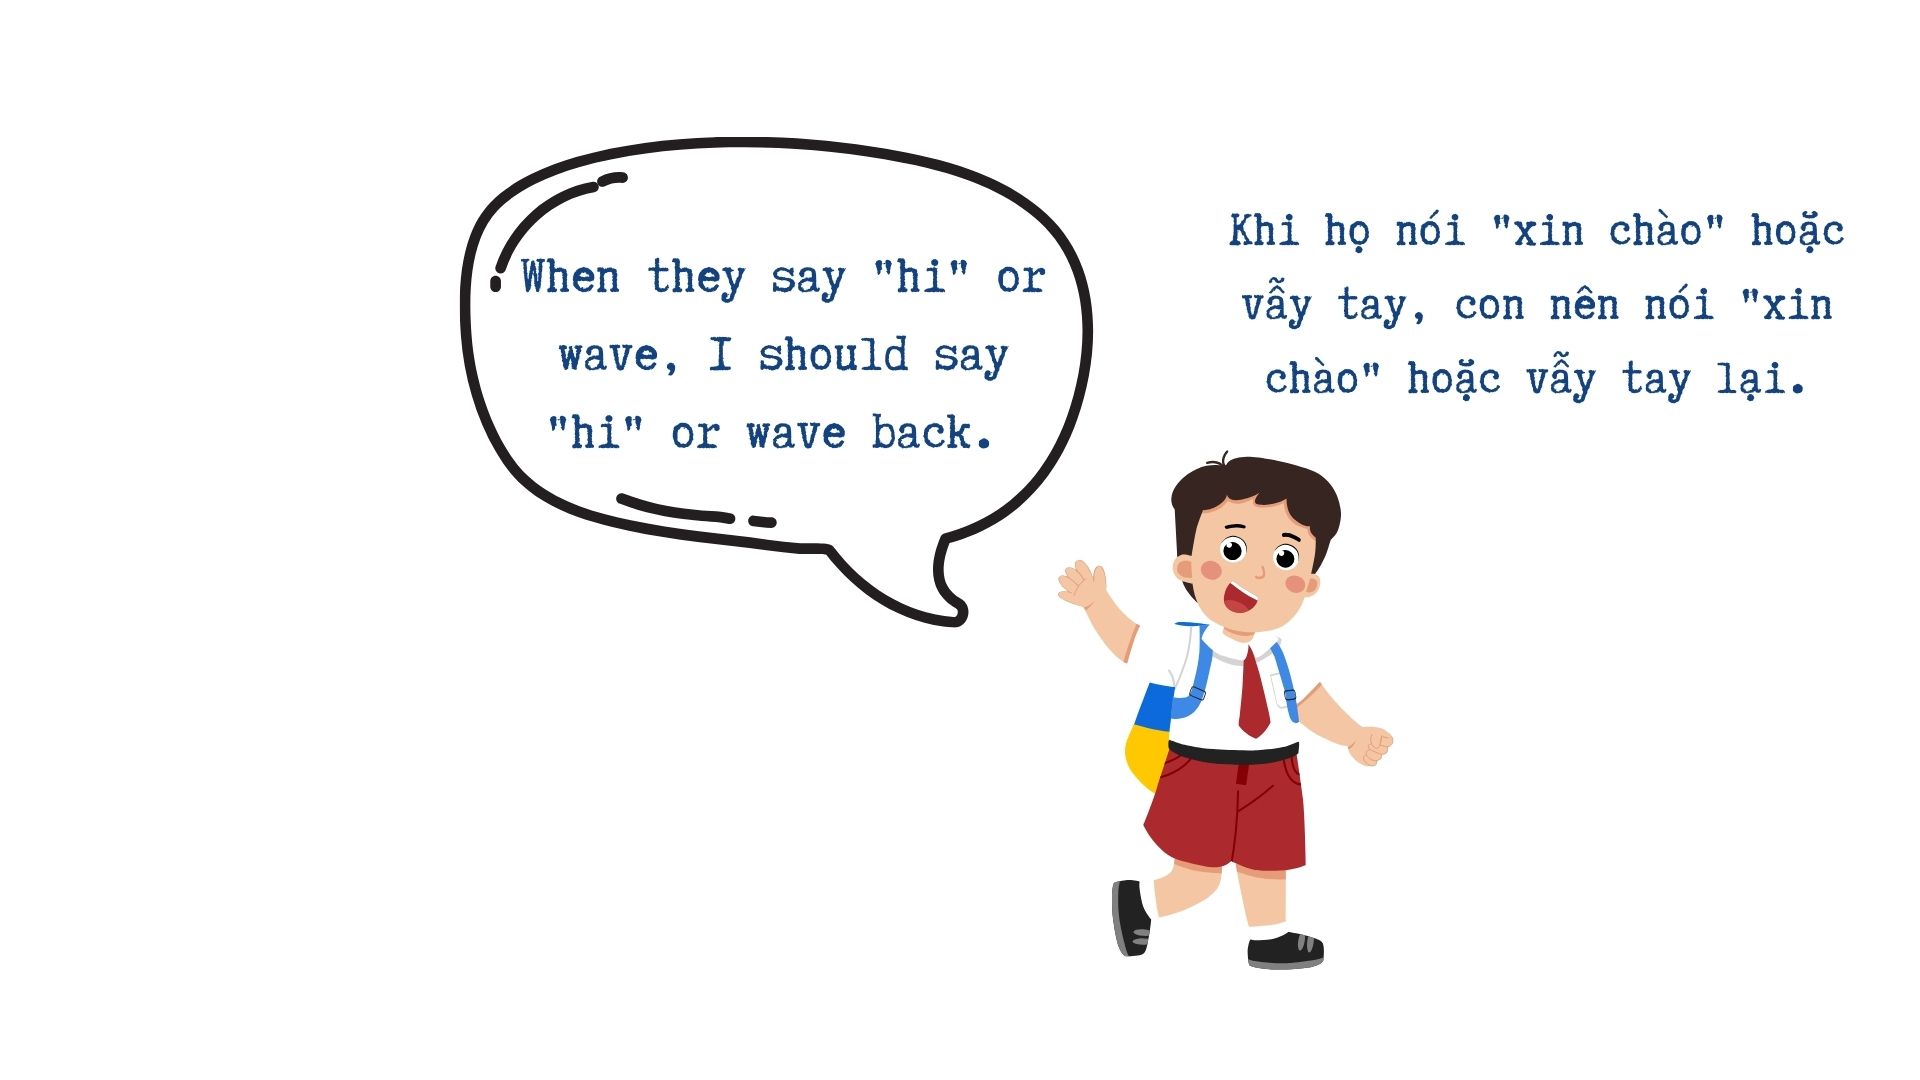 When they say "hi" or
wave, I should say
"hi" or wave back.
Khi họ nói "xin chào" hoặc
vẫy tay, con nên nói "xin
chào" hoặc vẫy tay lại.